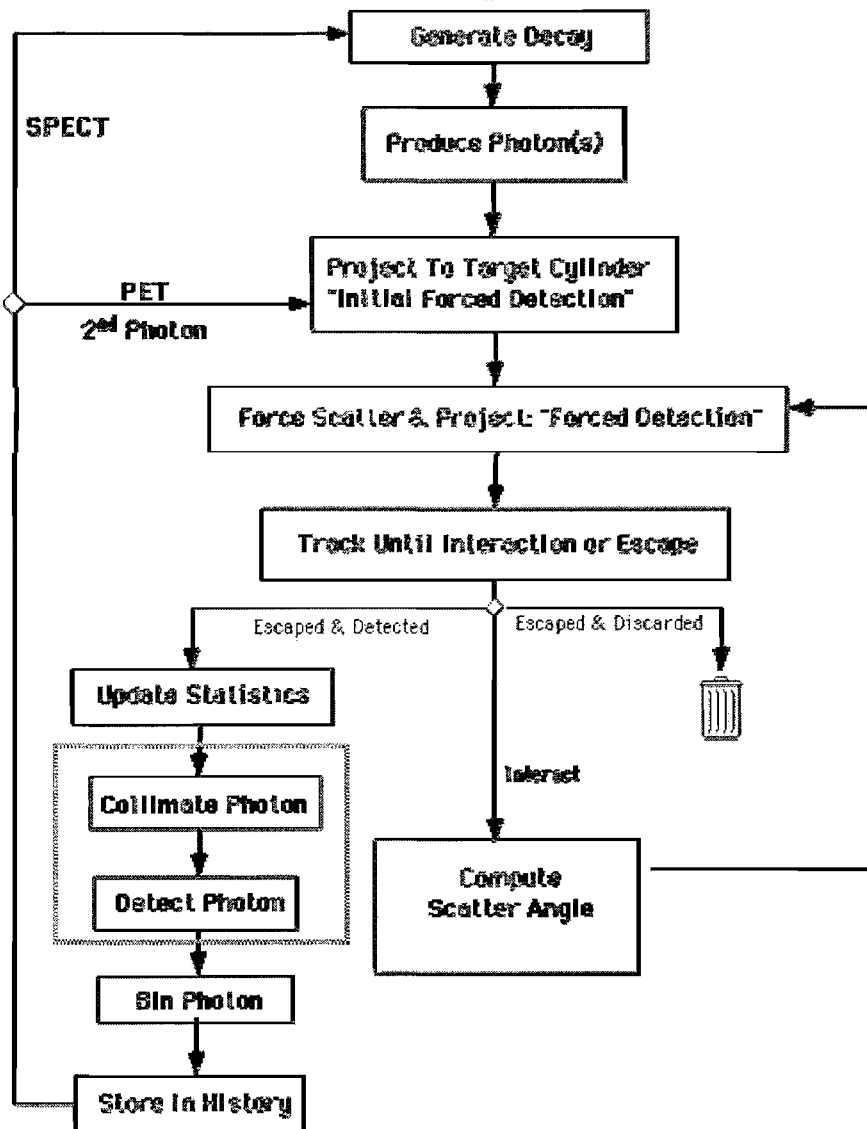 Generate Decay
SPECT
Produce Photon(s)
Project To Target Cylinder
"Initial Forced Detection"
PET
2nd Photon
Force Scatter & Project: "Forced Detection"
Track Until Interaction or Escape
Escaped & Detected
Escaped & Discarded
Update Statistics
Interact
Collimate Photon
Compute
Scatter Angle
Detect Photon
Bin Photon
Store in History